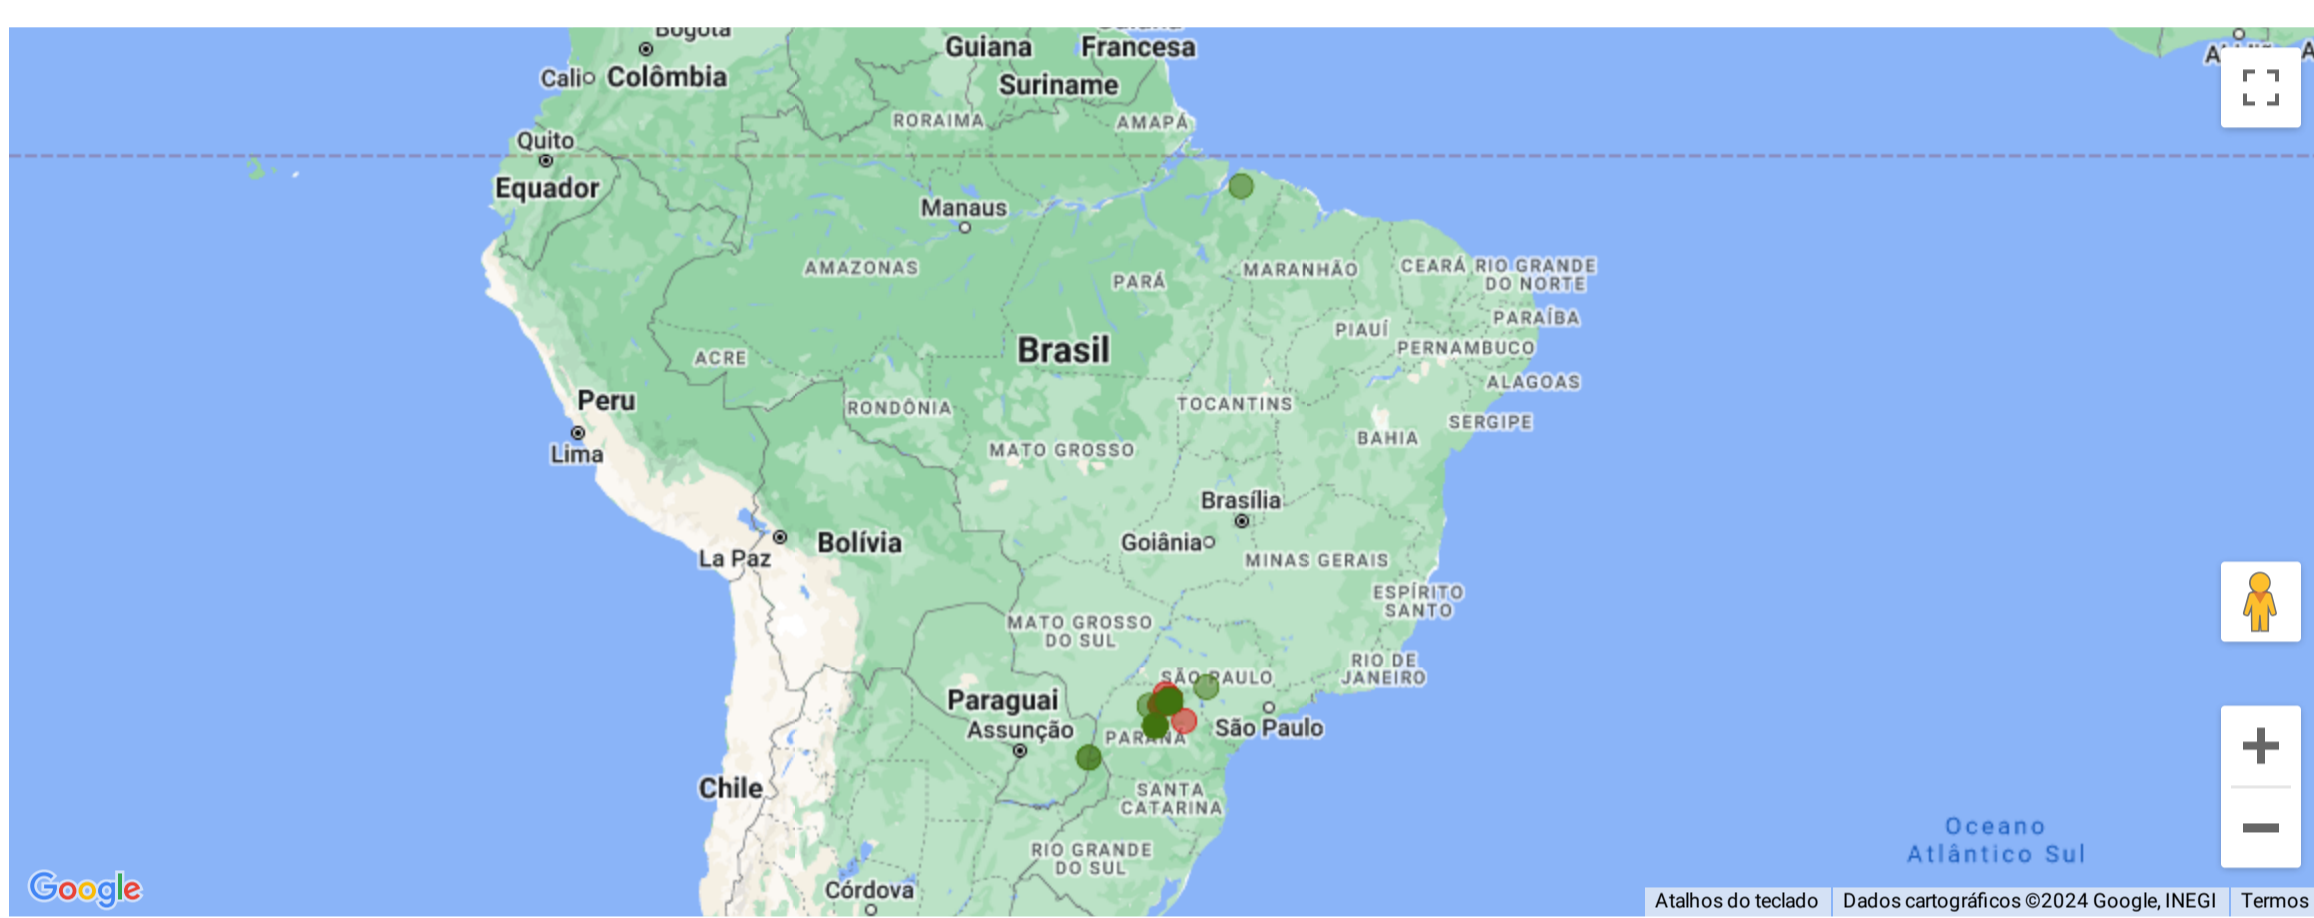 Bogotá
Guiana
Francesa
Cali
Colômbia
Suriname
RORAIMA
AMAPÁ
Quito
Equador
Manaus
AMAZONAS
PARÁ
MARANHÃO
CEARÁ
RIO GRANDE
DO NORTE
PARAÍBA
PIAUÍ
PERNAMBUCO
Brasil
ACRE
ALAGOAS
Peru
RONDÔNIA
TOCANTINS
SERGIPE
BAHIA
Lima
MATO GROSSO
Brasília
Goiânia
La Paz
Bolívia
MINAS GERAIS
ESPÍRITO
SANTO
MATO GROSSO
DO SUL
RIO DE
JANEIRO
SÃO PAULO
Paraguai
Assunção
São Paulo
PARANÁ
Chile
SANTA
CATARINA
RIO GRANDE
DO SUL
Oceano
Atlântico Sul
Córdova
Google
Atalhos do teclado
Dados cartográficos ©2024 Google, INEGI
Termos